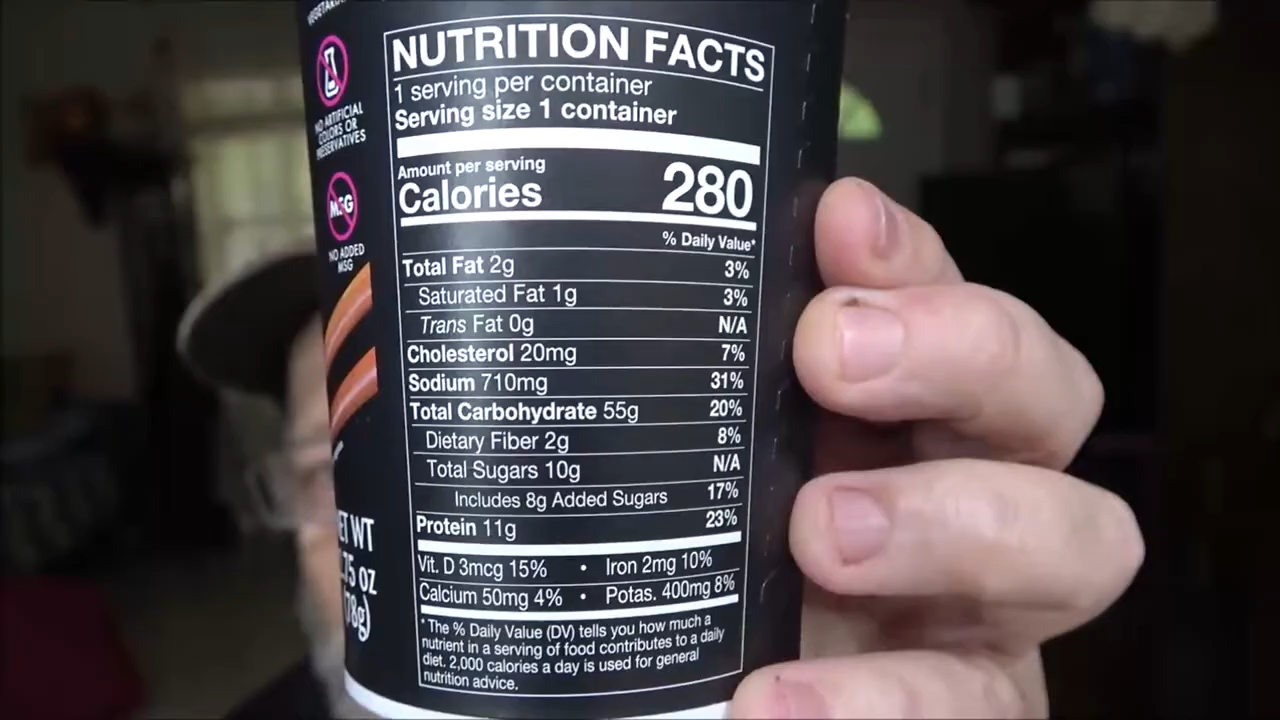 NO ARTIFICIAL
COLORS OR
PRESERVATIVES
MSG
NO ADDED
MSG
WT
oz
(78g)
NUTRITION FACTS
1 serving per container
Serving size 1 container
Amount per serving
Calories 280
% Daily Value*
Total Fat 2g 3%
Saturated Fat 1g 3%
Trans Fat 0g N/A
Cholesterol 20mg 7%
Sodium 710mg 31%
Total Carbohydrate 55g 20%
Dietary Fiber 2g 8%
Total Sugars 10g N/A
Includes 8g Added Sugars 17%
Protein 11g 23%
Vit. D 3mcg 15% • Iron 2mg 10%
Calcium 50mg 4% • Potas. 400mg 8%
*The % Daily Value (DV) tells you how much a
nutrient in a serving of food contributes to a daily
diet. 2,000 calories a day is used for general
nutrition advice.